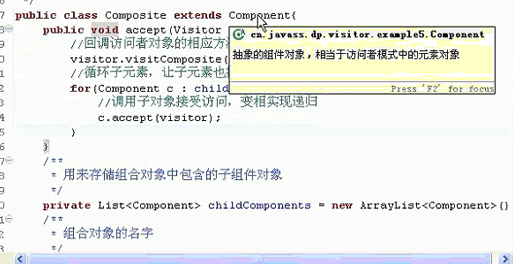 */
public class Composite extends Component{
public void accept(Visitor
//回调访问者对象的相应方
visitor.visitComposite(
//循环子元素，让子元素也
for(Component c : child
//调用子对象接受访问，变相实现递归
c.accept(visitor);
}
}
/**
* 用来存储组合对象中包含的子组件对象
*/
private List<Component> childComponents = new ArrayList<Component>()
/**
* 组合对象的名字
*/
cn.javass.dp.visitor.example5.Component
抽象的组件对象，相当于访问者模式中的元素对象
Press 'F2' for focus